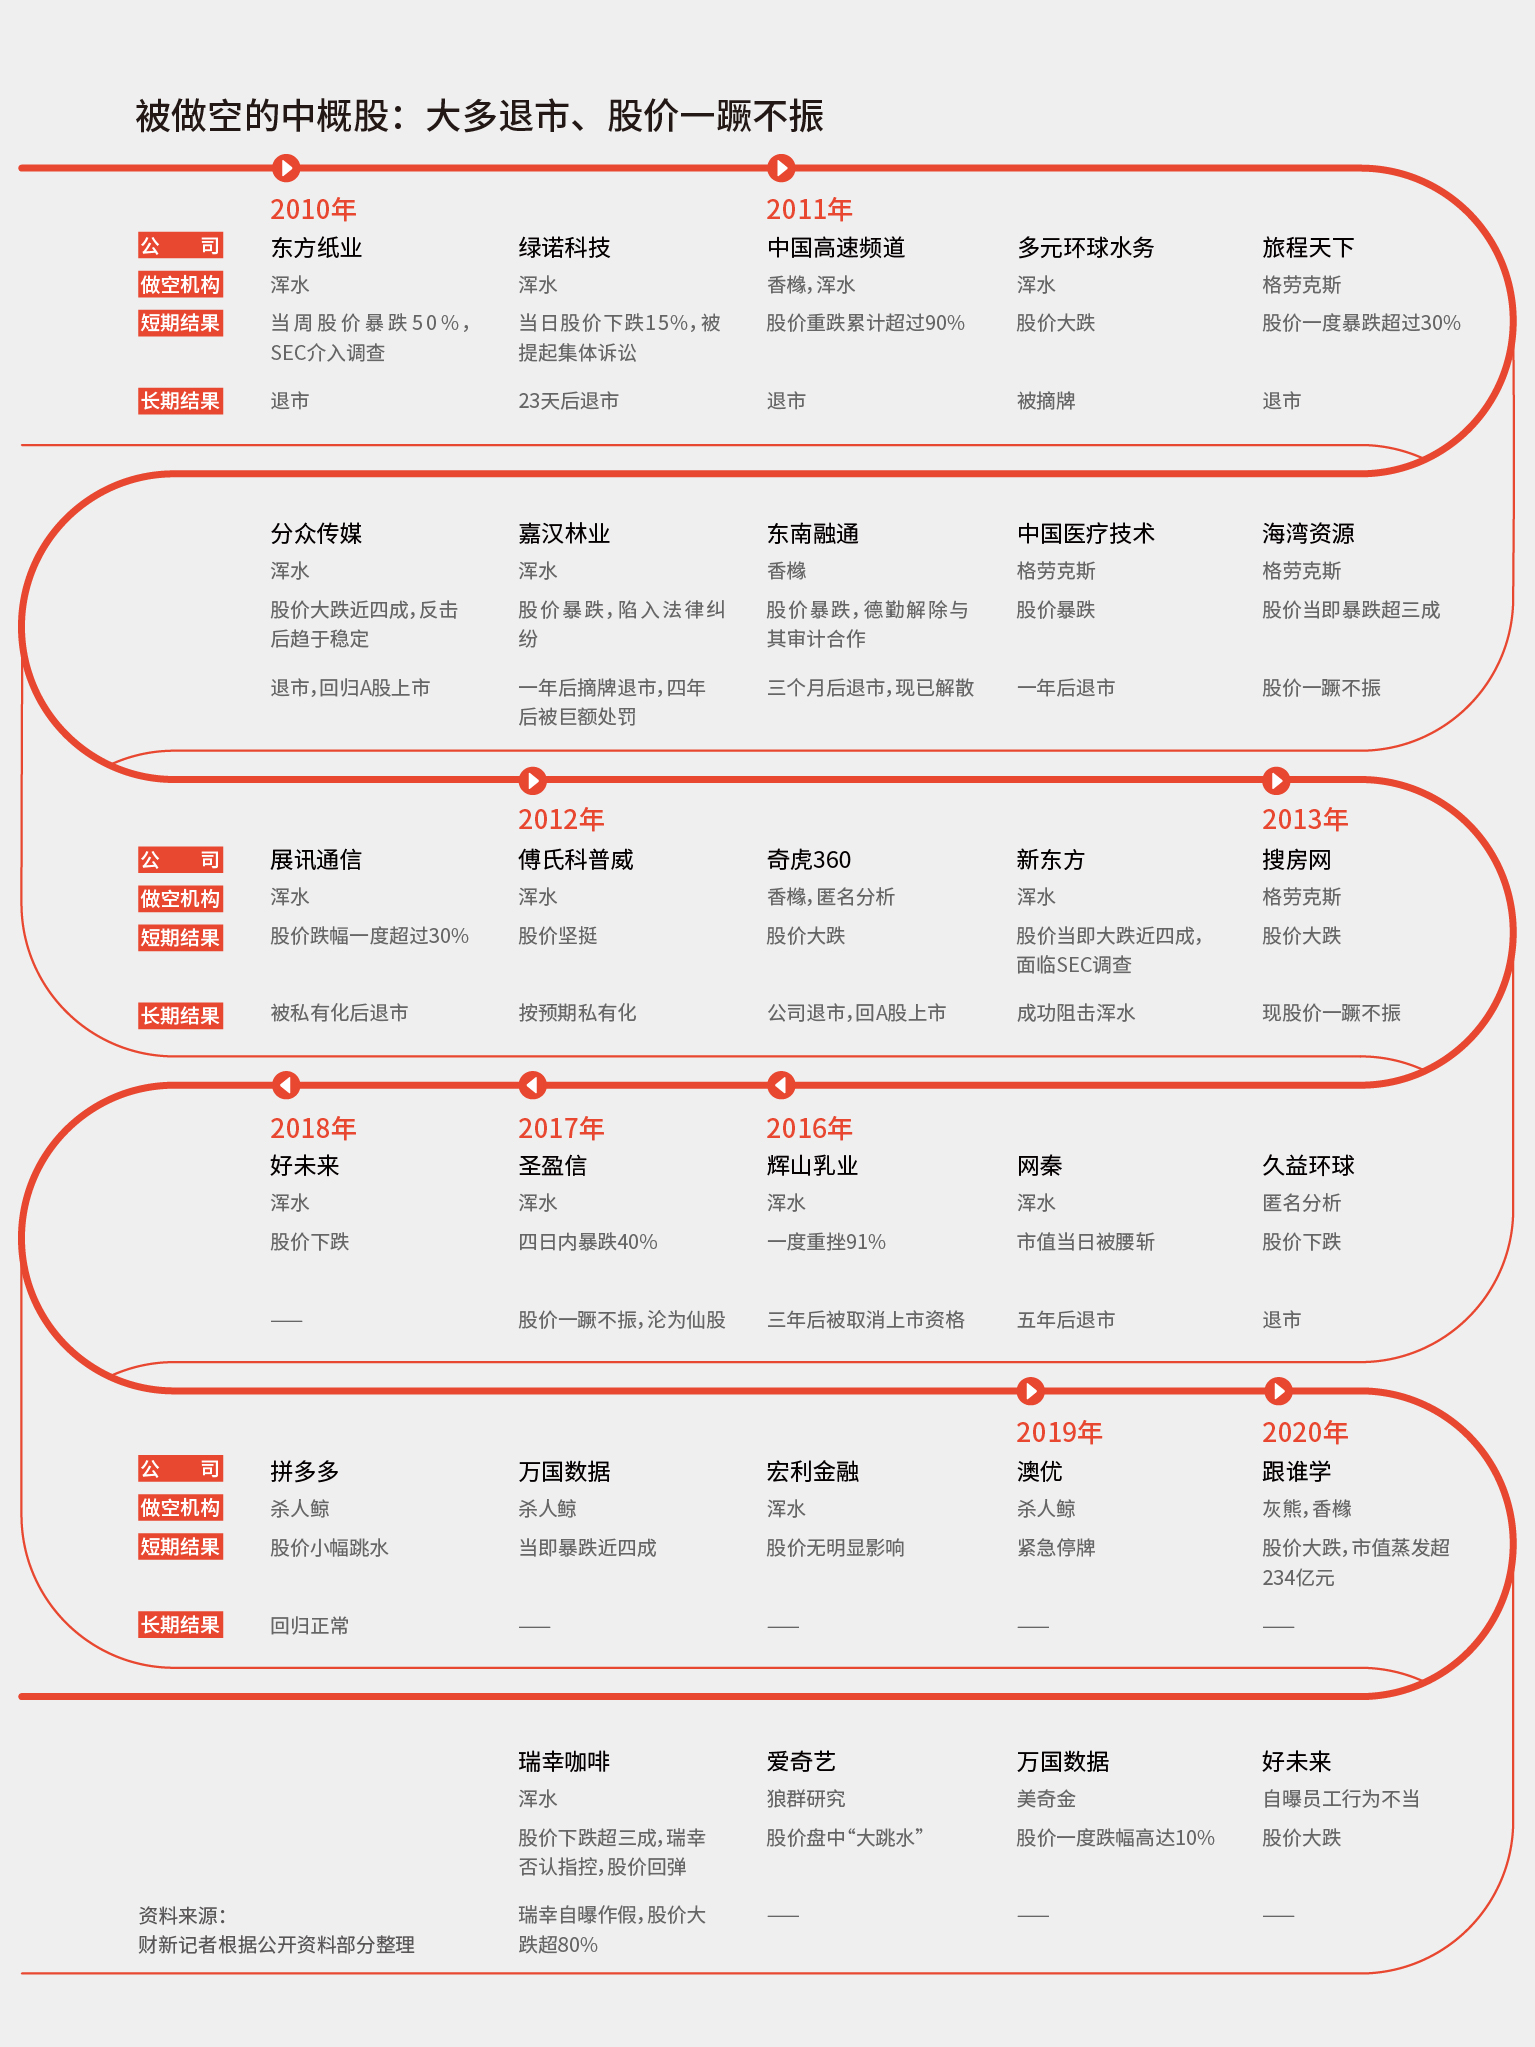 被做空的中概股：大多退市、股价一蹶不振
2010年 2011年
公 司 东方纸业 绿诺科技 中国高速频道 多元环球水务 旅程天下
做空机构 浑水 浑水 香橼，浑水 浑水 格劳克斯
短期结果 当周股价暴跌50%， 当日股价下跌15%，被 股价重跌累计超过90% 股价大跌 股价一度暴跌超过30%
SEC介入调查 提起集体诉讼
长期结果 退市 23天后退市 退市 被摘牌 退市
分众传媒 嘉汉林业 东南融通 中国医疗技术 海湾资源
浑水 浑水 香橼 格劳克斯 格劳克斯
股价大跌近四成，反击 股价暴跌，陷入法律纠 股价暴跌，德勤解除与 股价暴跌 股价当即暴跌超三成
后趋于稳定 纷 其审计合作
退市，回归A股上市 一年后摘牌退市，四年 三个月后退市，现已解散 一年后退市 股价一蹶不振
后被巨额处罚
2012年 2013年
公 司 展讯通信 傅氏科普威 奇虎360 新东方 搜房网
做空机构 浑水 浑水 香橼，匿名分析 浑水 格劳克斯
短期结果 股价跌幅一度超过30% 股价坚挺 股价大跌 股价当即大跌近四成， 股价大跌
面临SEC调查
长期结果 被私有化后退市 按预期私有化 公司退市，回A股上市 成功阻击浑水 现股价一蹶不振
2018年 2017年 2016年
好未来 圣盈信 辉山乳业 网秦 久益环球
浑水 浑水 浑水 浑水 匿名分析
股价下跌 四日内暴跌40% 一度重挫91% 市值当日被腰斩 股价下跌
—— 股价一蹶不振，沦为仙股 三年后被取消上市资格 五年后退市 退市
2019年 2020年
公 司 拼多多 万国数据 宏利金融 澳优 跟谁学
做空机构 杀人鲸 杀人鲸 浑水 杀人鲸 灰熊，香橼
短期结果 股价小幅跳水 当即暴跌近四成 股价无明显影响 紧急停牌 股价大跌，市值蒸发超
234亿元
长期结果 回归正常 —— —— —— ——
瑞幸咖啡 爱奇艺 万国数据 好未来
浑水 狼群研究 美奇金 自曝员工行为不当
股价下跌超三成，瑞幸 股价盘中“大跳水” 股价一度跌幅高达10% 股价大跌
否认指控，股价回弹
资料来源： 瑞幸自曝作假，股价大 —— —— ——
财新记者根据公开资料部分整理 跌超80%